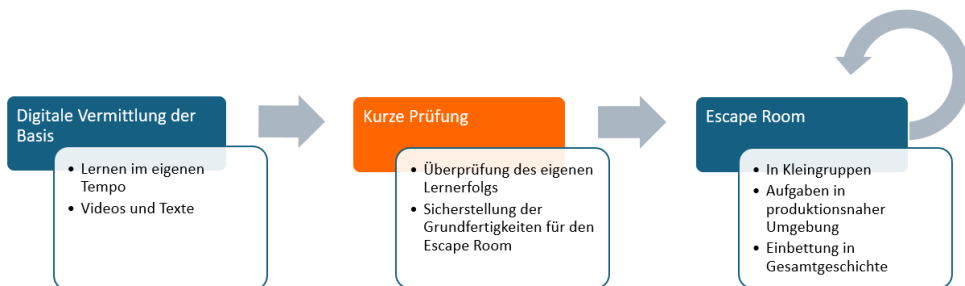 Digitale Vermittlung der
Basis
• Lernen im eigenen
Tempo
• Videos und Texte
Kurze Prüfung
• Überprüfung des eigenen
Lernerfolgs
• Sicherstellung der
Grundfertigkeiten für den
Escape Room
Escape Room
• In Kleingruppen
• Aufgaben in
produktionsnaher
Umgebung
• Einbettung in
Gesamtgeschichte